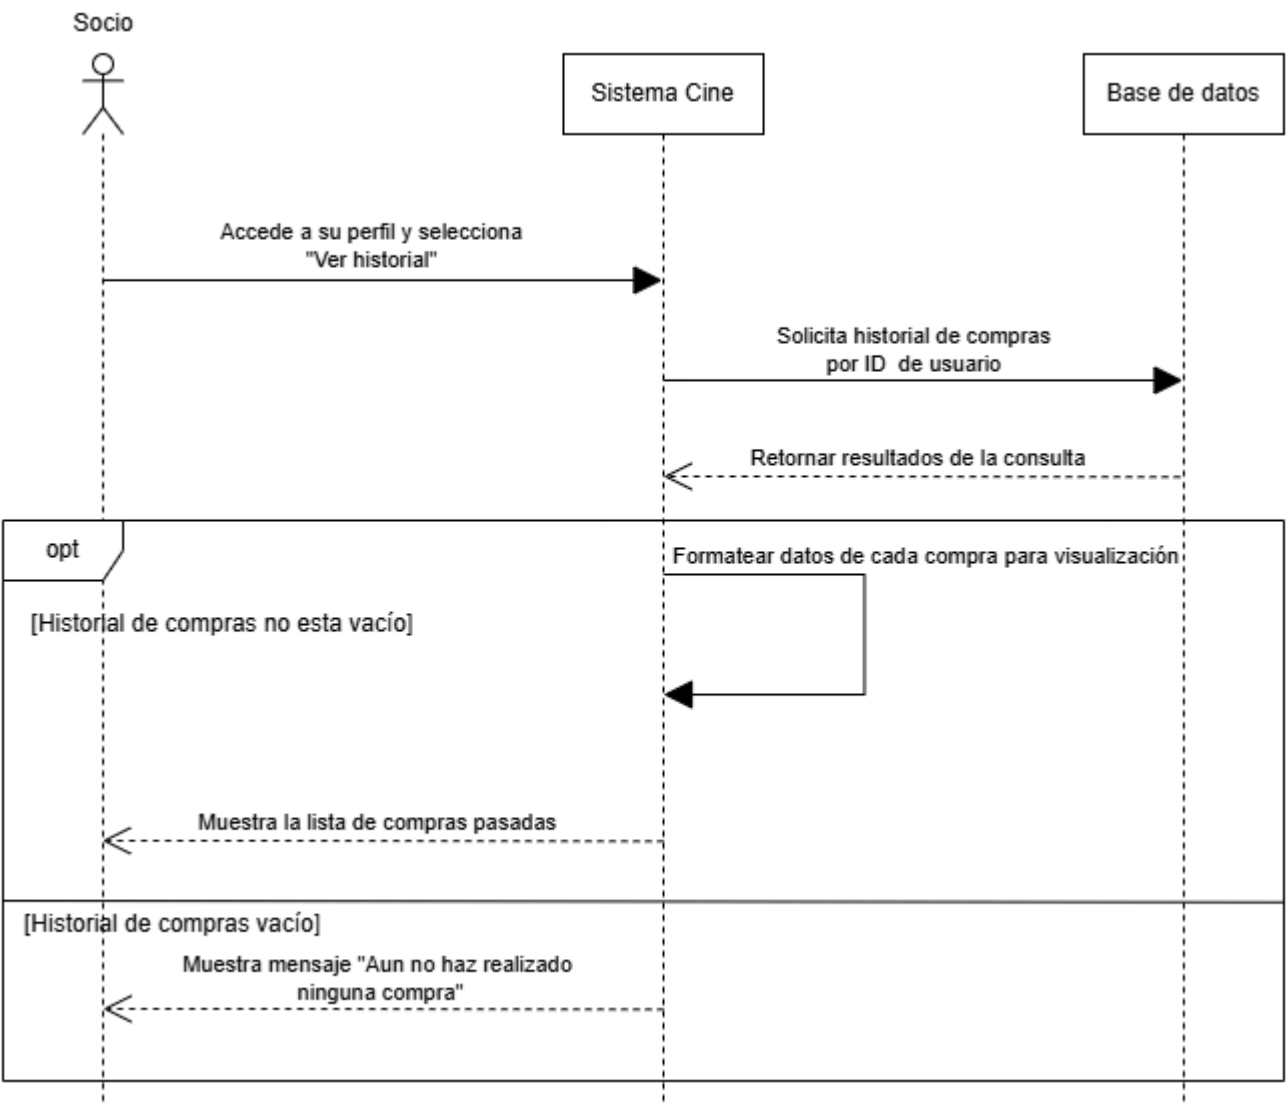 Socio
Sistema Cine
Base de datos
Accede a su perfil y selecciona
"Ver historial"
Solicita historial de compras
por ID  de usuario
Retornar resultados de la consulta
opt
Formatear datos de cada compra para visualización
[Historial de compras no esta vacío]
Muestra la lista de compras pasadas
[Historial de compras vacío]
Muestra mensaje "Aun no haz realizado
ninguna compra"